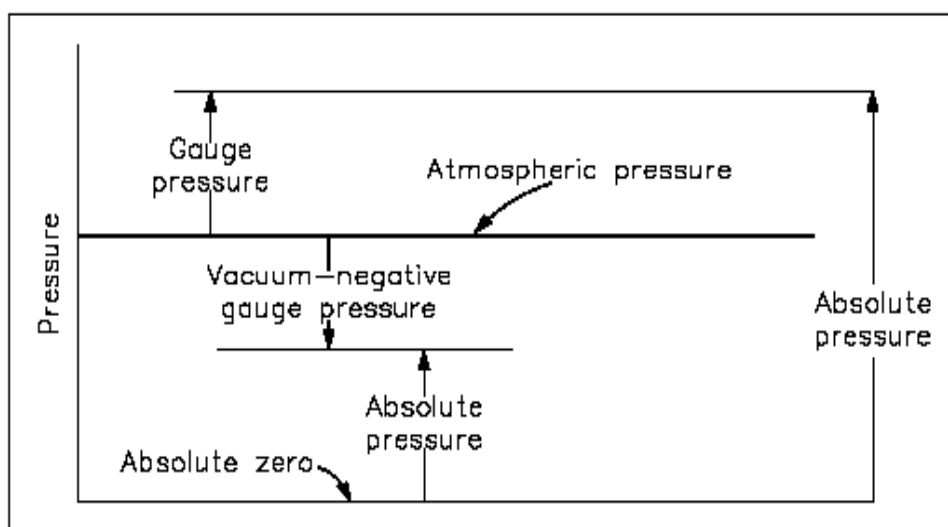 Gauge
pressure
Atmospheric pressure
Pressure
Vacuum-negative
gauge pressure
Absolute
pressure
Absolute
pressure
Absolute zero